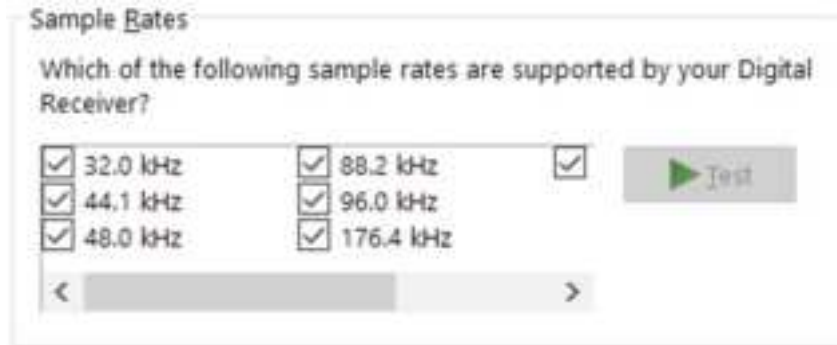 Sample Rates
Which of the following sample rates are supported by your Digital
Receiver?
32.0 kHz 88.2 kHz
44.1 kHz 96.0 kHz
48.0 kHz 176.4 kHz
Test